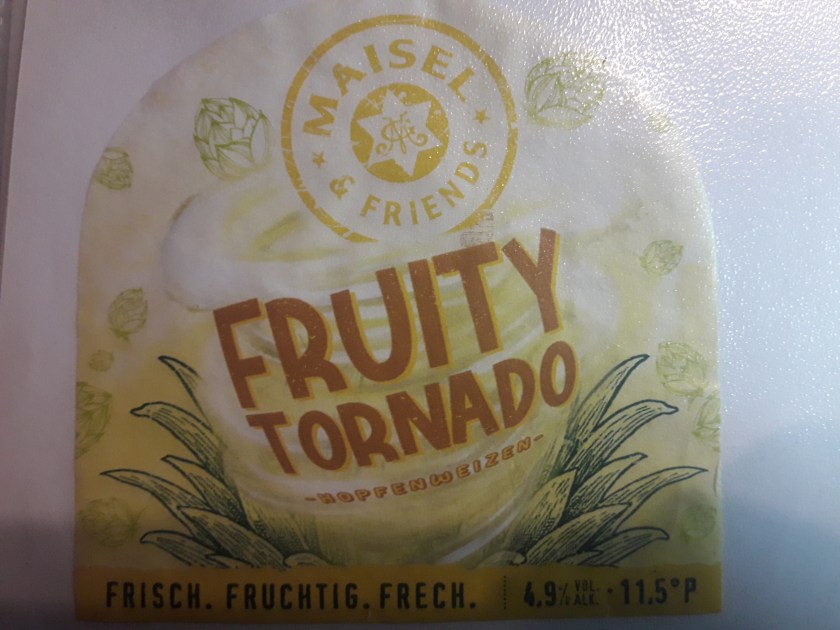 MAISEL
& FRIENDS
FRUITY
TORNADO
-HOPFENWEIZEN-
FRISCH. FRUCHTIG. FRECH. 4,9% VOL. ALK. · 11,5°P